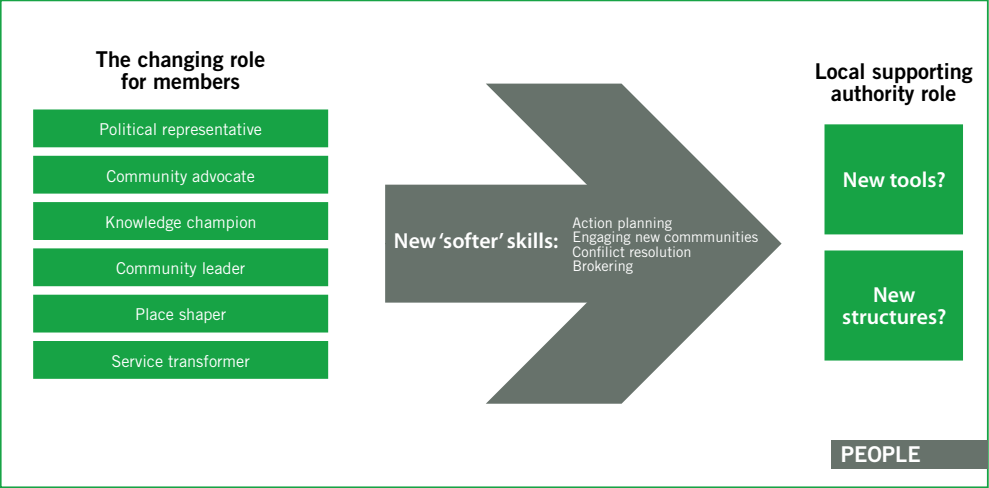 The changing role
for members
Political representative
Community advocate
Knowledge champion
Community leader
Place shaper
Service transformer
New ‘softer’ skills:
Action planning
Engaging new commmunities
Confilict resolution
Brokering
Local supporting
authority role
New tools?
New
structures?
PEOPLE